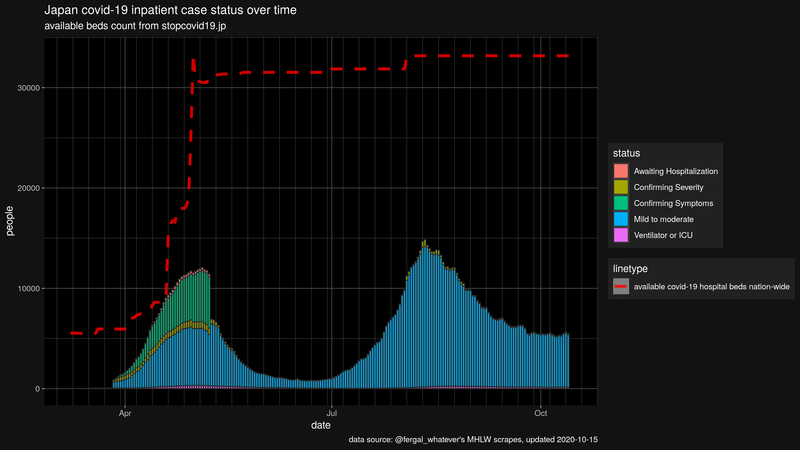 Japan covid-19 inpatient case status over time
available beds count from stopcovid19.jp
people
30000
20000
10000
0
Apr
Jul
Oct
date
status
Awaiting Hospitalization
Confirming Severity
Confirming Symptoms
Mild to moderate
Ventilator or ICU
linetype
available covid-19 hospital beds nation-wide
data source: @fergal_whatever's MHLW scrapes, updated 2020-10-15